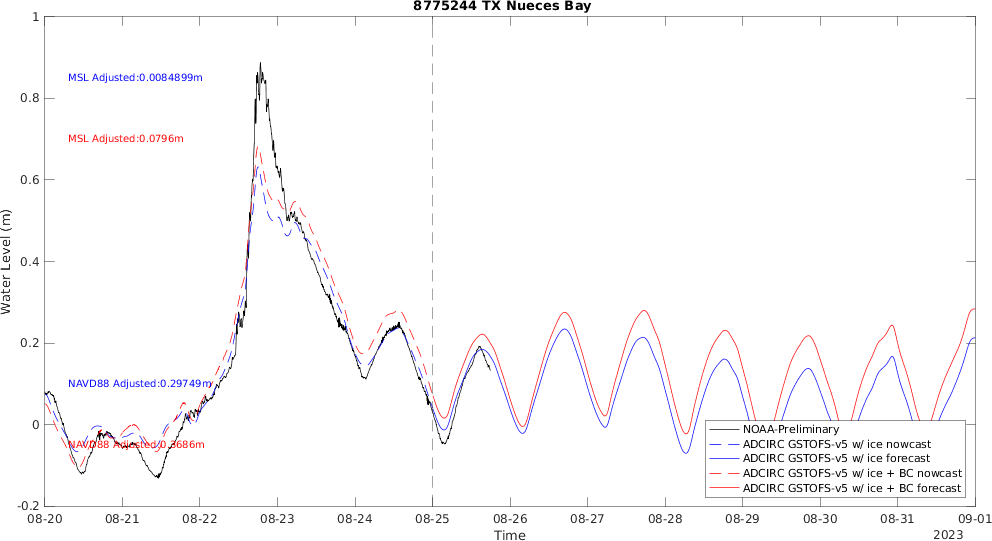 8775244 TX Nueces Bay
1
0.8
0.6
0.4
0.2
0
-0.2
Water Level (m)
MSL Adjusted:0.0084899m
MSL Adjusted:0.0796m
NAVD88 Adjusted:0.29749m
NAVD88 Adjusted:0.3686m
NOAA-Preliminary
ADCIRC GSTOFS-v5 w/ ice nowcast
ADCIRC GSTOFS-v5 w/ ice forecast
ADCIRC GSTOFS-v5 w/ ice + BC nowcast
ADCIRC GSTOFS-v5 w/ ice + BC forecast
08-20 08-21 08-22 08-23 08-24 08-25 08-26 08-27 08-28 08-29 08-30 08-31 09-01
Time
2023